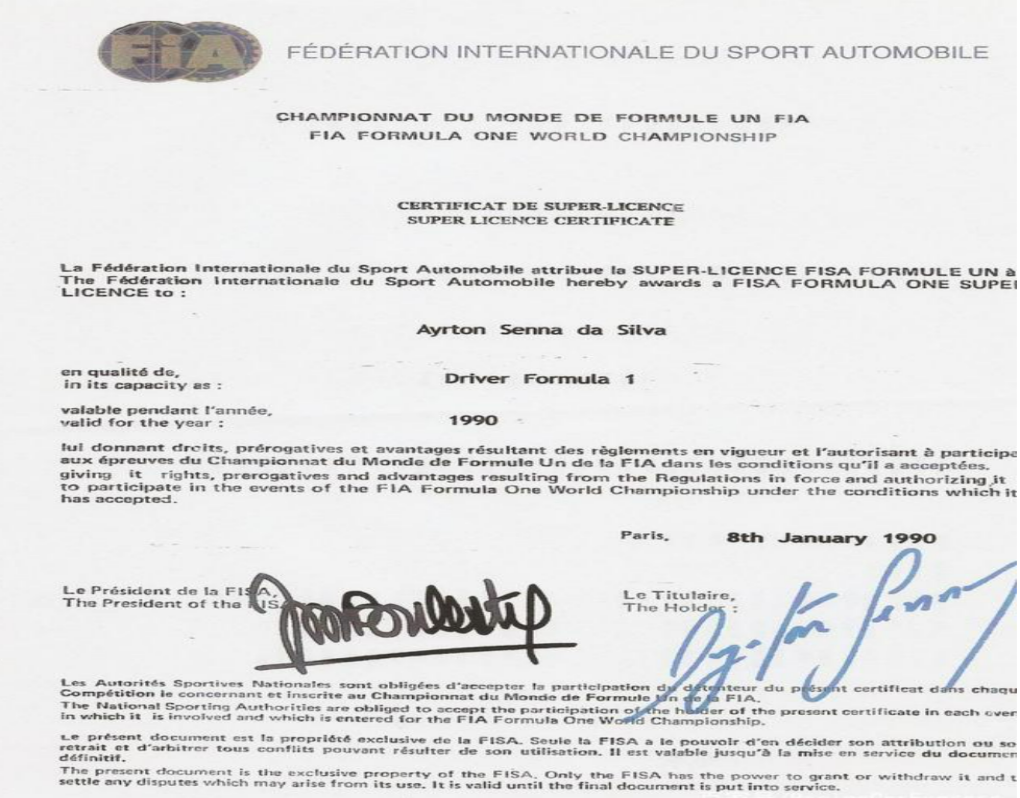 FiA FÉDÉRATION INTERNATIONALE DU SPORT AUTOMOBILE
CHAMPIONNAT DU MONDE DE FORMULE UN FIA
FIA FORMULA ONE WORLD CHAMPIONSHIP
CERTIFICAT DE SUPER-LICENCE
SUPER LICENCE CERTIFICATE
La Fédération Internationale du Sport Automobile attribue la SUPER-LICENCE FISA FORMULE UN à
The Fédération Internationale du Sport Automobile hereby awards a FISA FORMULA ONE SUPER
LICENCE to :
Ayrton Senna da Silva
en qualité de,
in its capacity as : Driver Formula 1
valable pendant l'année,
valid for the year : 1990
lui donnant droits, prérogatives et avantages résultant des règlements en vigueur et l'autorisant à participe
aux épreuves du Championnat du Monde de Formule Un de la FIA dans les conditions qu'il a acceptées.
giving it rights, prerogatives and advantages resulting from the Regulations in force and authorizing it
to participate in the events of the FIA Formula One World Championship under the conditions which it
has accepted.
Paris, 8th January 1990
Le Président de la FISA, Le Titulaire,
The President of the FISA The Holder :
Ayrton Senna
Les Autorités Sportives Nationales sont obligées d'accepter la participation du détenteur du présent certificat dans chaqu
Compétition le concernant et inscrite au Championnat du Monde de Formule Un de la FIA.
The National Sporting Authorities are obliged to accept the participation of the holder of the present certificate in each even
in which it is involved and which is entered for the FIA Formula One World Championship.
Le présent document est la propriété exclusive de la FISA. Seule la FISA a le pouvoir d'en décider son attribution ou so
retrait et d'arbitrer tous conflits pouvant résulter de son utilisation. Il est valable jusqu'à la mise en service du documen
définitif.
The present document is the exclusive property of the FISA. Only the FISA has the power to grant or withdraw it and t
settle any disputes which may arise from its use. It is valid until the final document is put into service.